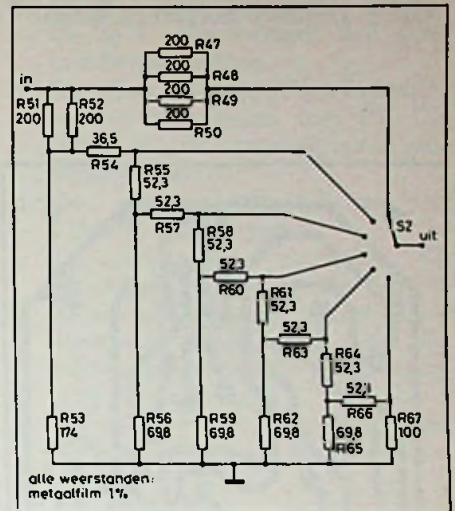 200 R47
in
200 R48
R51 R52
200 200
200 R49
200 R50
36,5
R54
R55
52,3
52,3
R57
R58
52,3
S2
uit
52,3
R60
R61
52,3
52,3
R63
R64
52,3
52,1
R66
R53
174
R56
69,8
R59
69,8
R62
69,8
69,8
R65
R67
100
alle weerstanden:
metaalfilm 1%